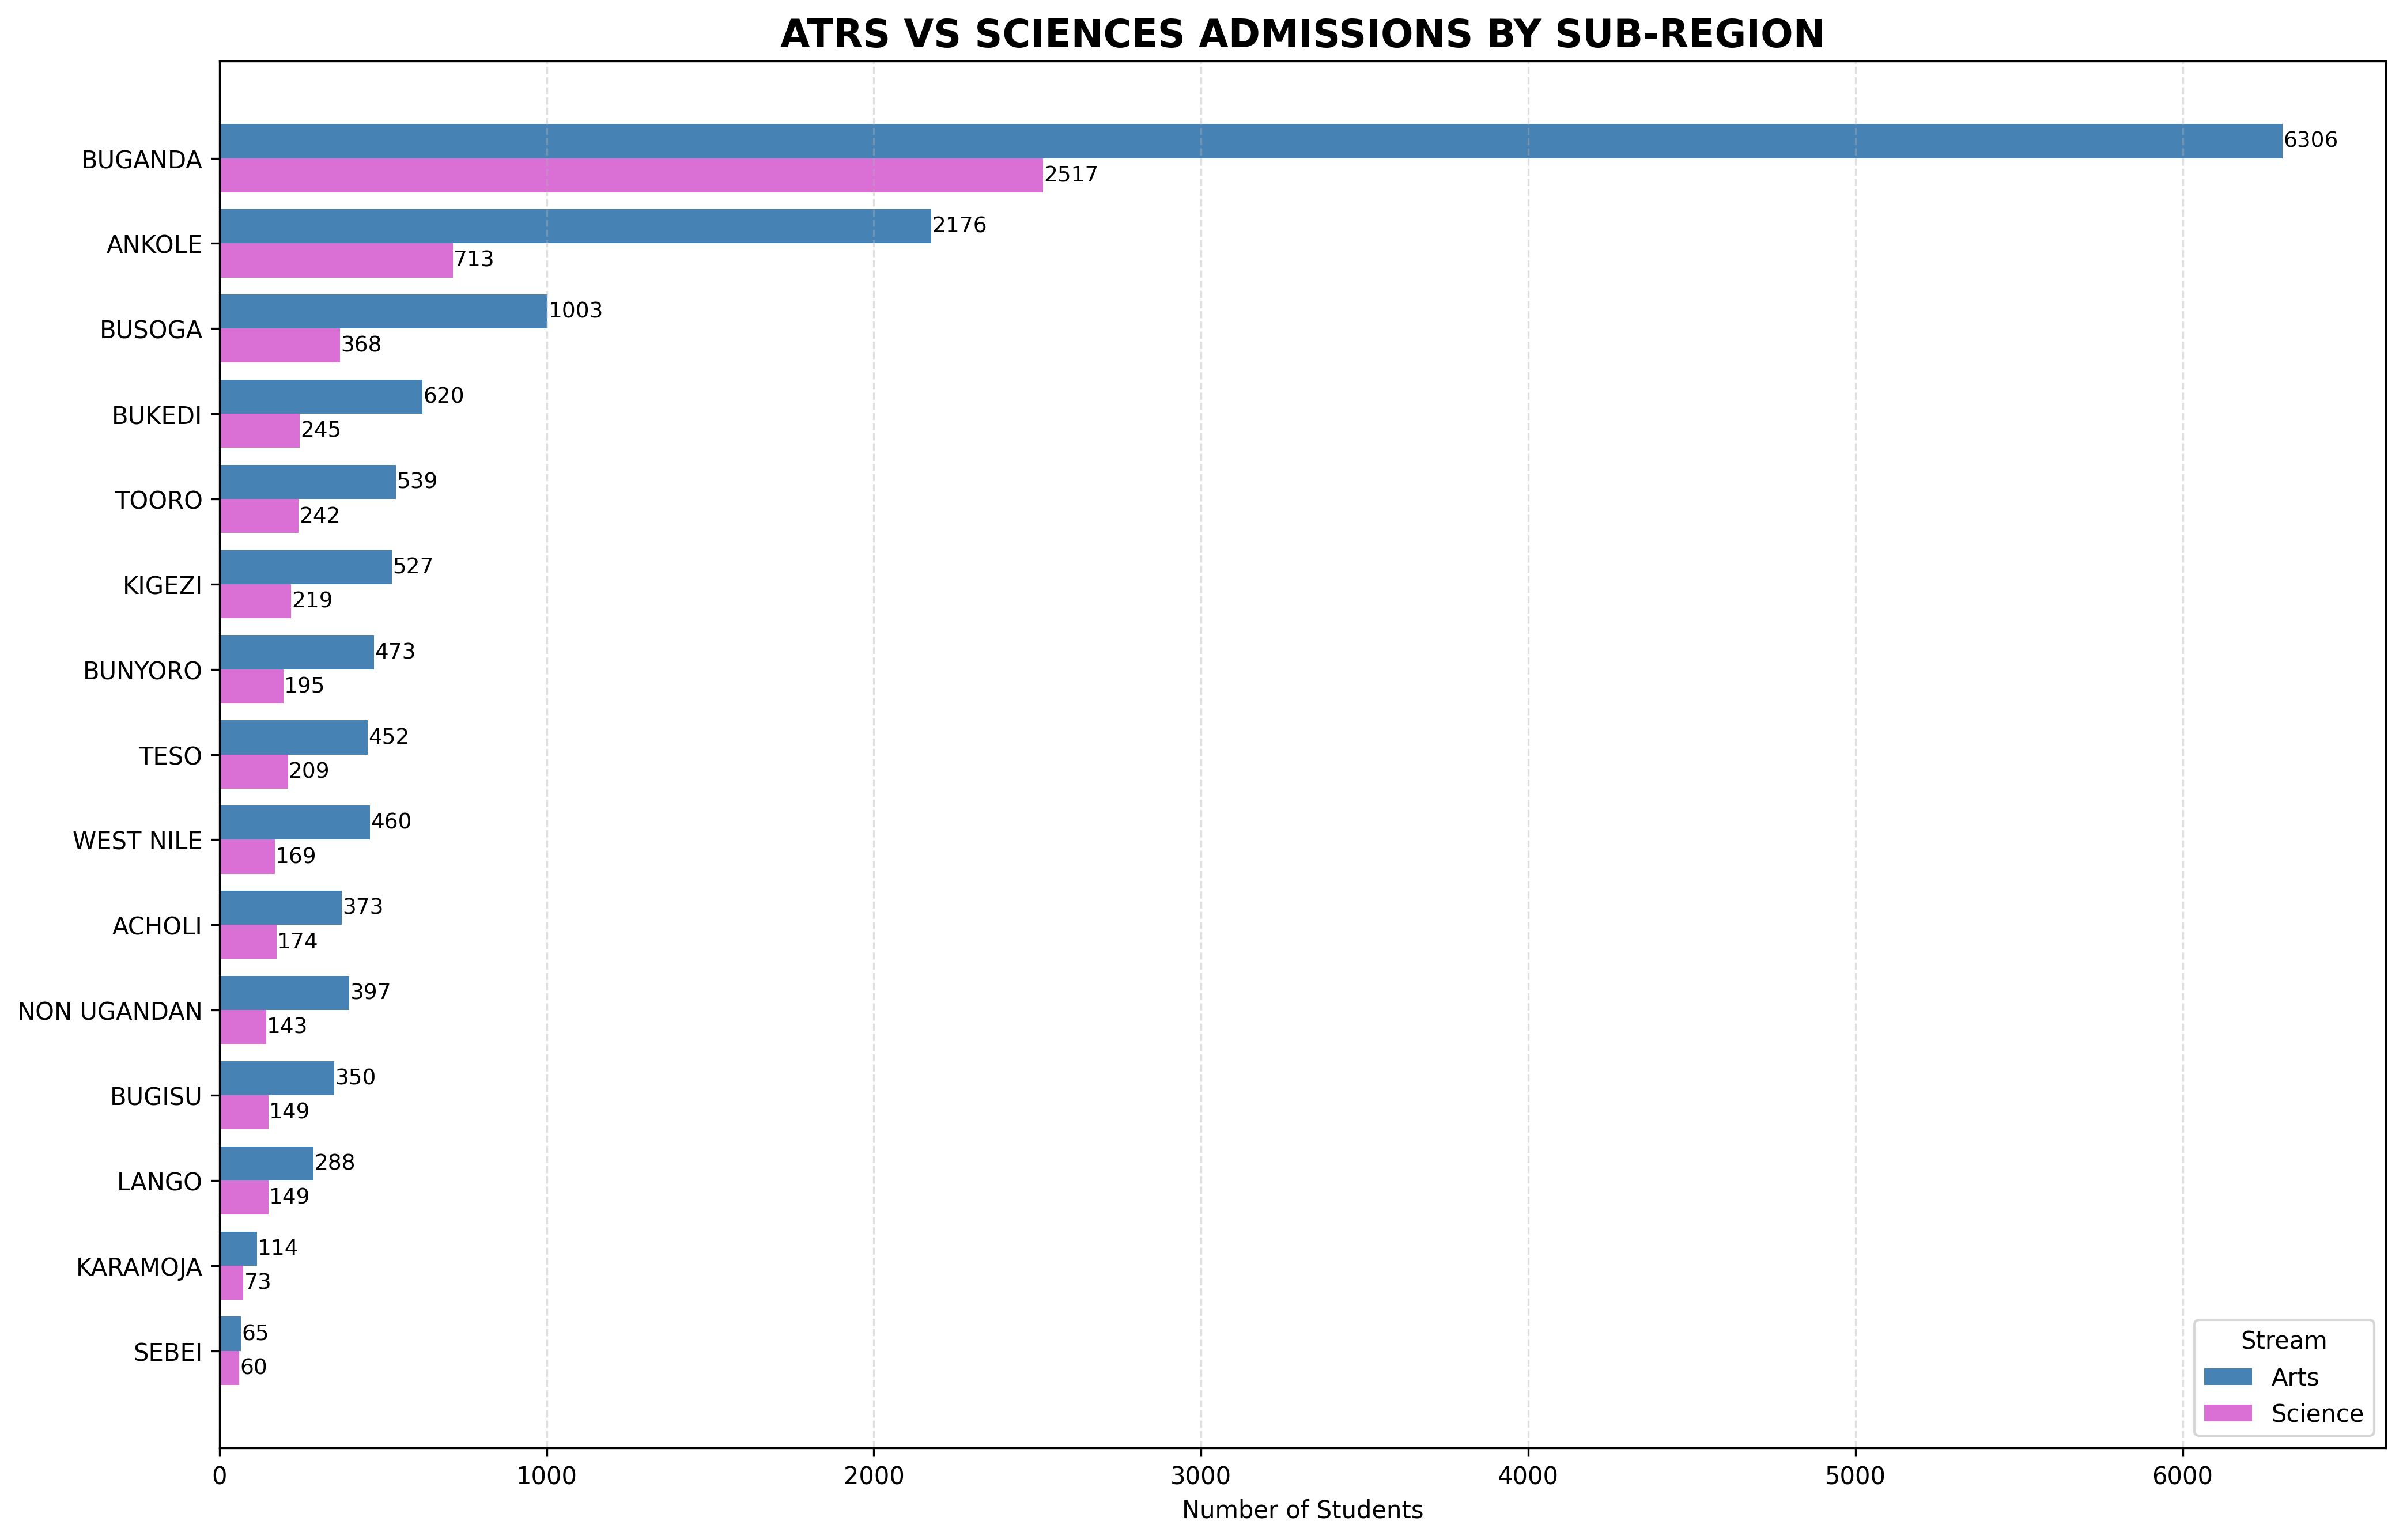 ATRS VS SCIENCES ADMISSIONS BY SUB-REGION
BUGANDA
6306
2517
ANKOLE
2176
713
BUSOGA
1003
368
BUKEDI
620
245
TOORO
539
242
KIGEZI
527
219
BUNYORO
473
195
TESO
452
209
WEST NILE
460
169
ACHOLI
373
174
NON UGANDAN
397
143
BUGISU
350
149
LANGO
288
149
KARAMOJA
114
73
SEBEI
65
60
Stream
Arts
Science
0 1000 2000 3000 4000 5000 6000
Number of Students